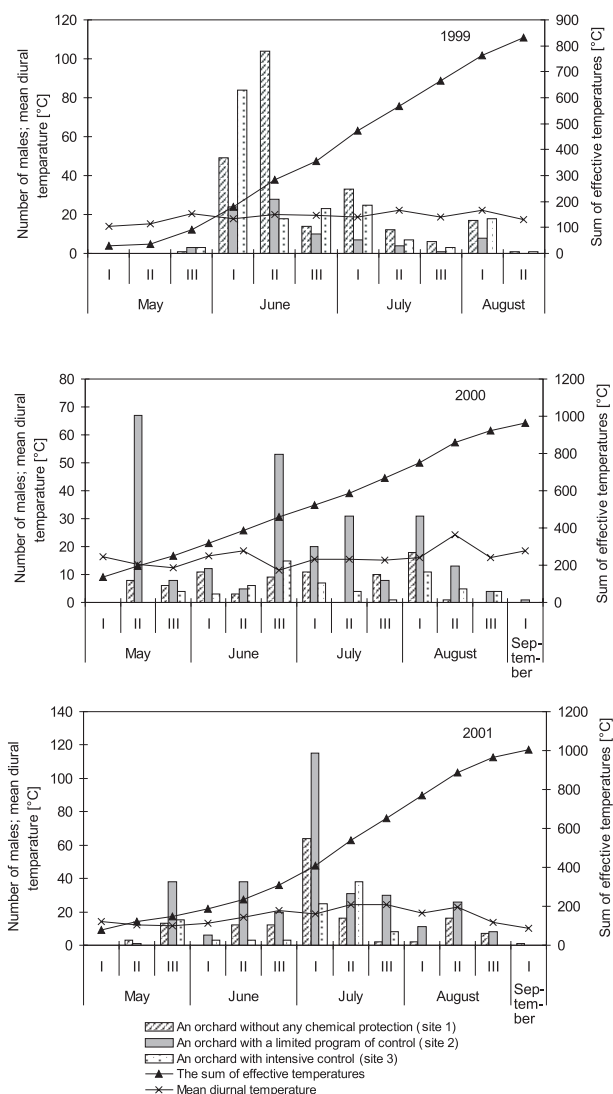 1999
Number of males; mean diural
temparature [°C]
120
100
80
60
40
20
0
Sum of effective temperatures [°C]
900
800
700
600
500
400
300
200
100
0
I II III I II III I II III I II
May June July August
2000
Number of males; mean diural
temparature [°C]
80
70
60
50
40
30
20
10
0
Sum of effective temperatures [°C]
1200
1000
800
600
400
200
0
I II III I II III I II III I II III I
May June July August Sep-
tem-
ber
2001
Number of males; mean diural
temparature [°C]
140
120
100
80
60
40
20
0
Sum of effective temperatures [°C]
1200
1000
800
600
400
200
0
I II III I II III I II III I II III I
May June July August Sep-
tem-
ber
An orchard without any chemical protection (site 1)
An orchard with a limited program of control (site 2)
An orchard with intensive control (site 3)
The sum of effective temperatures
Mean diurnal temperature